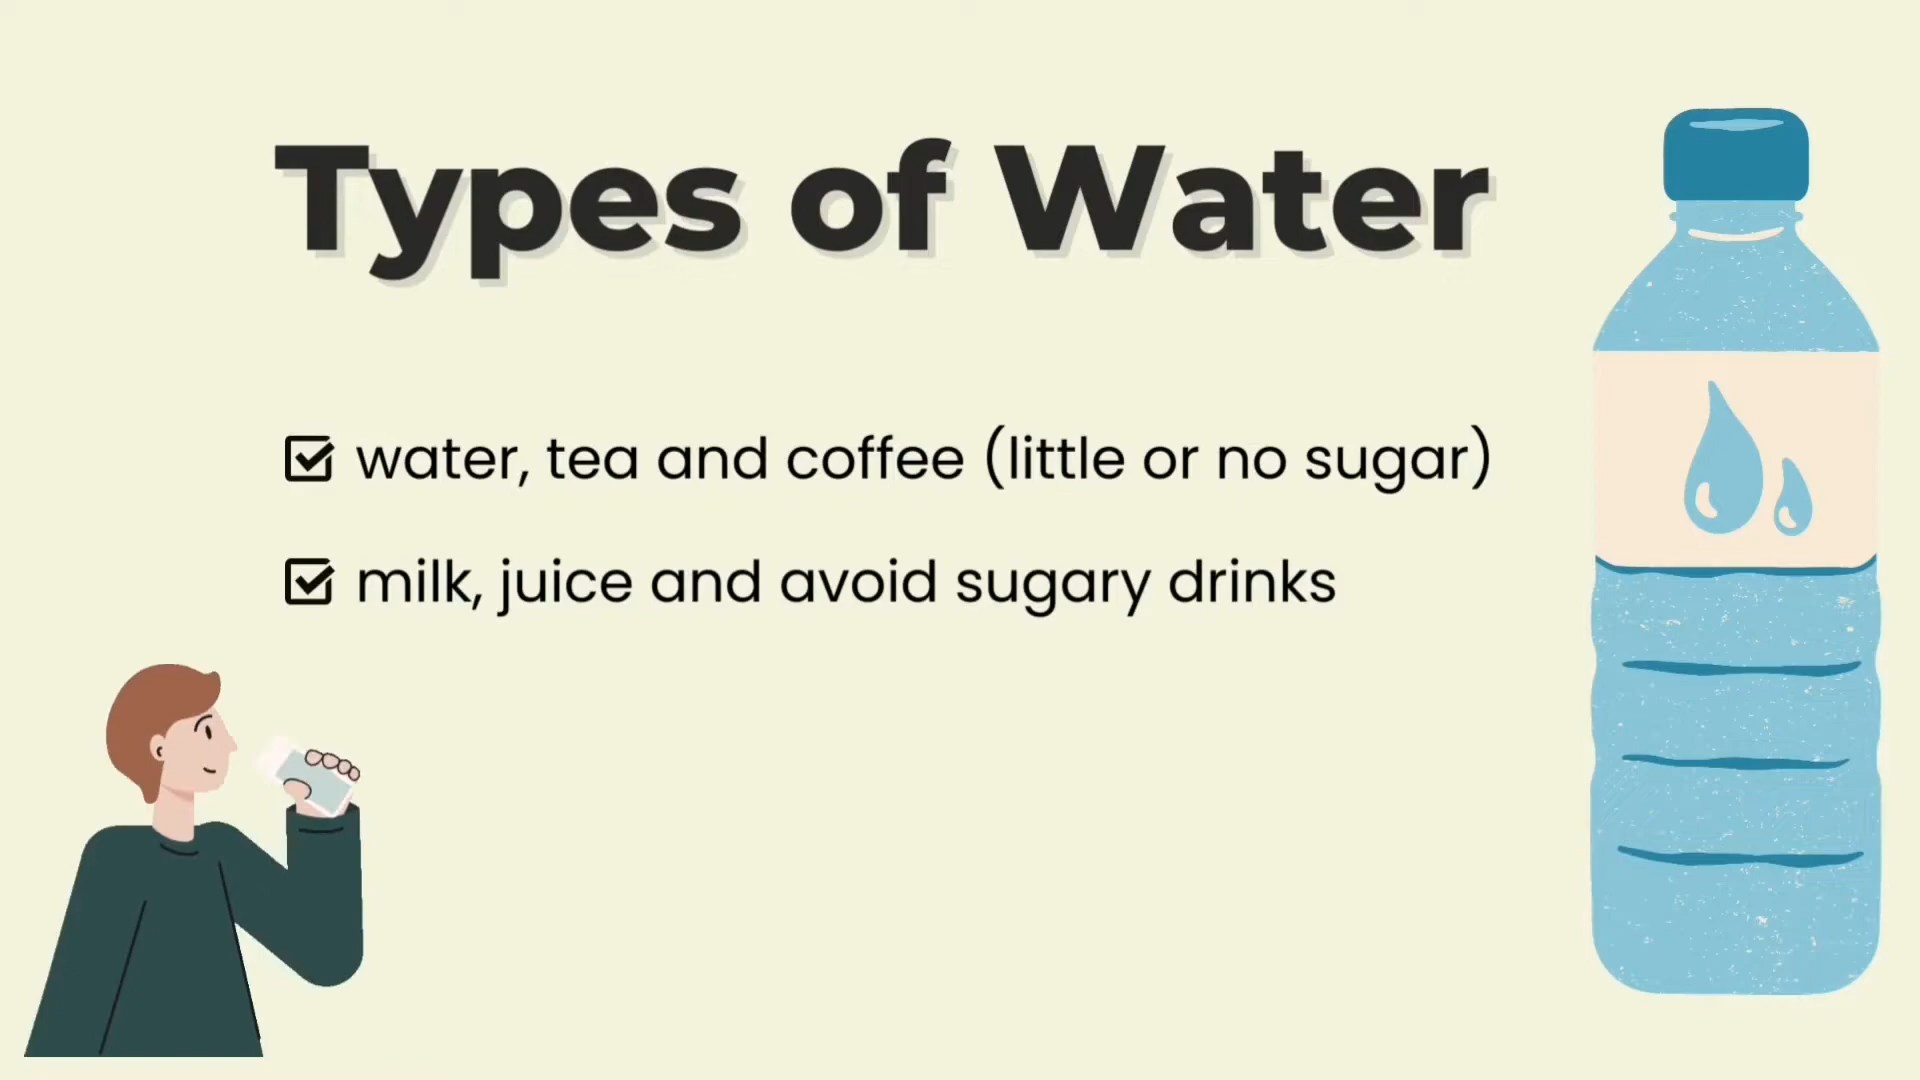 Types of Water
water, tea and coffee (little or no sugar)
milk, juice and avoid sugary drinks